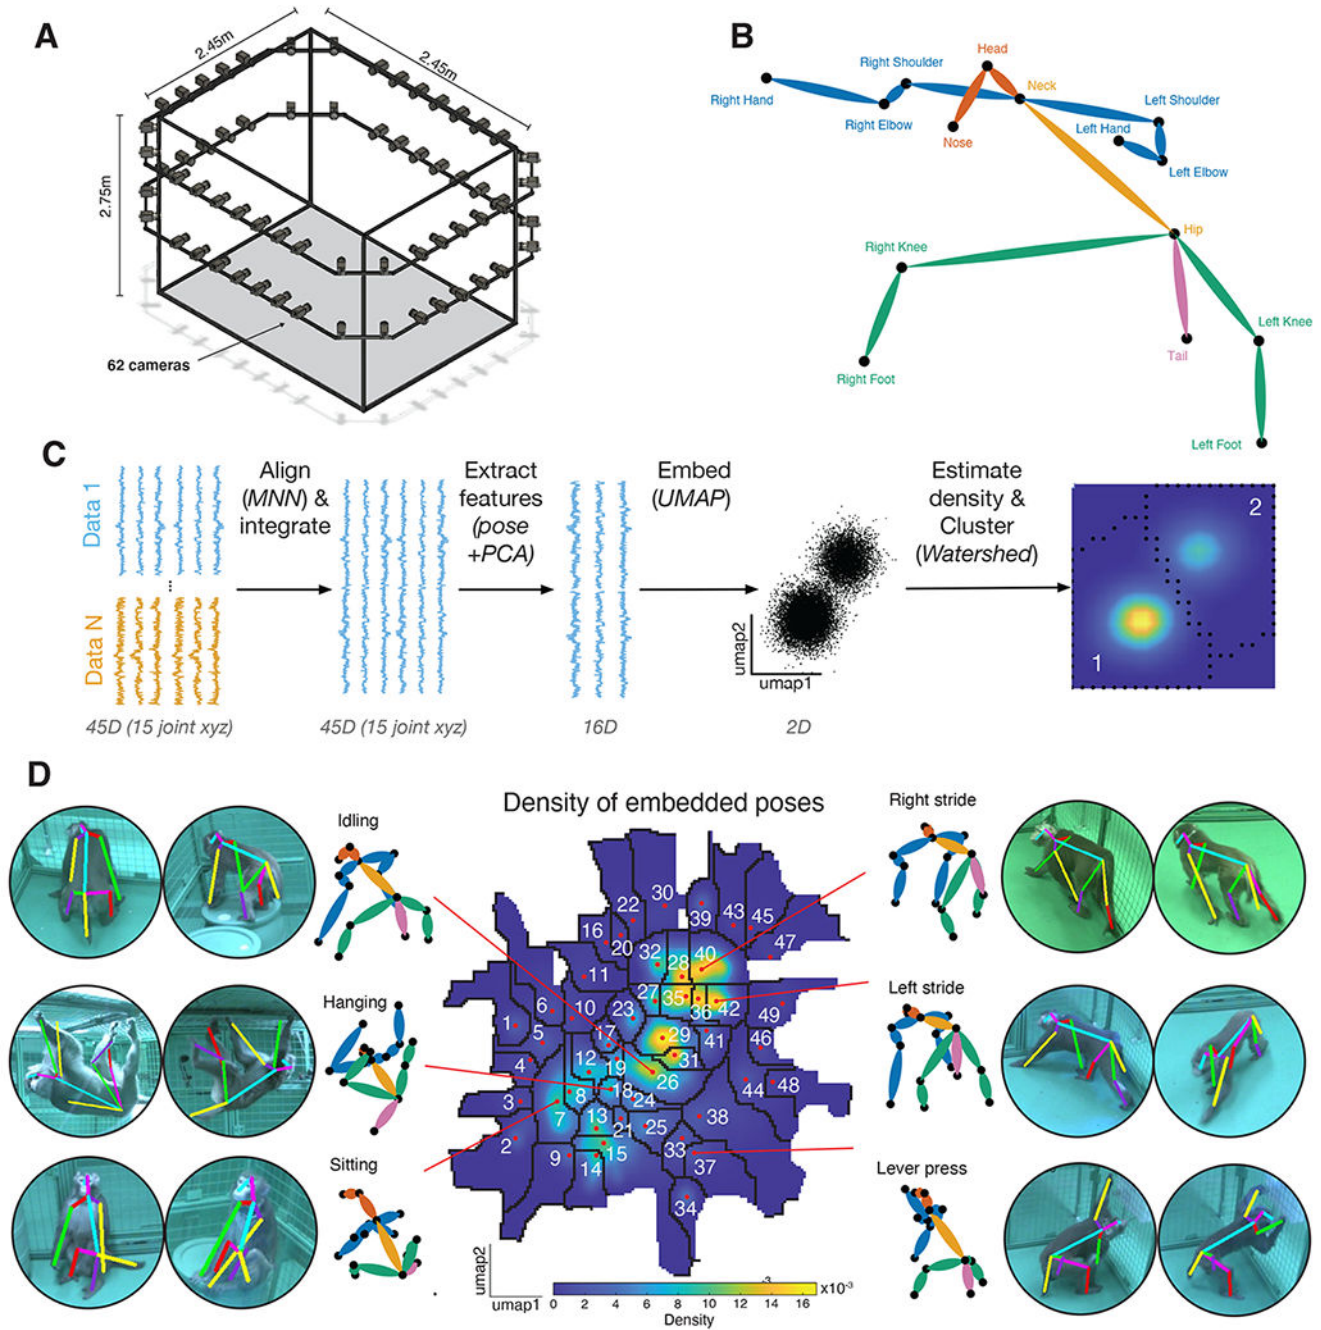 A
2.45m
2.45m
2.75m
62 cameras
B
Head
Right Shoulder
Neck
Right Hand
Left Shoulder
Left Hand
Right Elbow
Nose
Left Elbow
Hip
Right Knee
Left Knee
Tail
Right Foot
Left Foot
C
Data 1
Data N
Align
(MNN) &
integrate
Extract
features
(pose
+PCA)
Embed
(UMAP)
Estimate
density &
Cluster
(Watershed)
umap2
umap1
1
2
45D (15 joint xyz)
45D (15 joint xyz)
16D
2D
D
Density of embedded poses
Idling
Hanging
Sitting
Right stride
Left stride
Lever press
30
22
39
43
45
16
20
32
40
47
28
11
27
35
36
42
49
6
10
23
1
5
17
29
41
46
4
12
19
31
26
3
8
18
24
44
48
7
13
21
25
38
2
9
14
15
33
37
34
umap2
umap1
0 2 4 6 8 10 12 14 16
x10-3
-3
Density